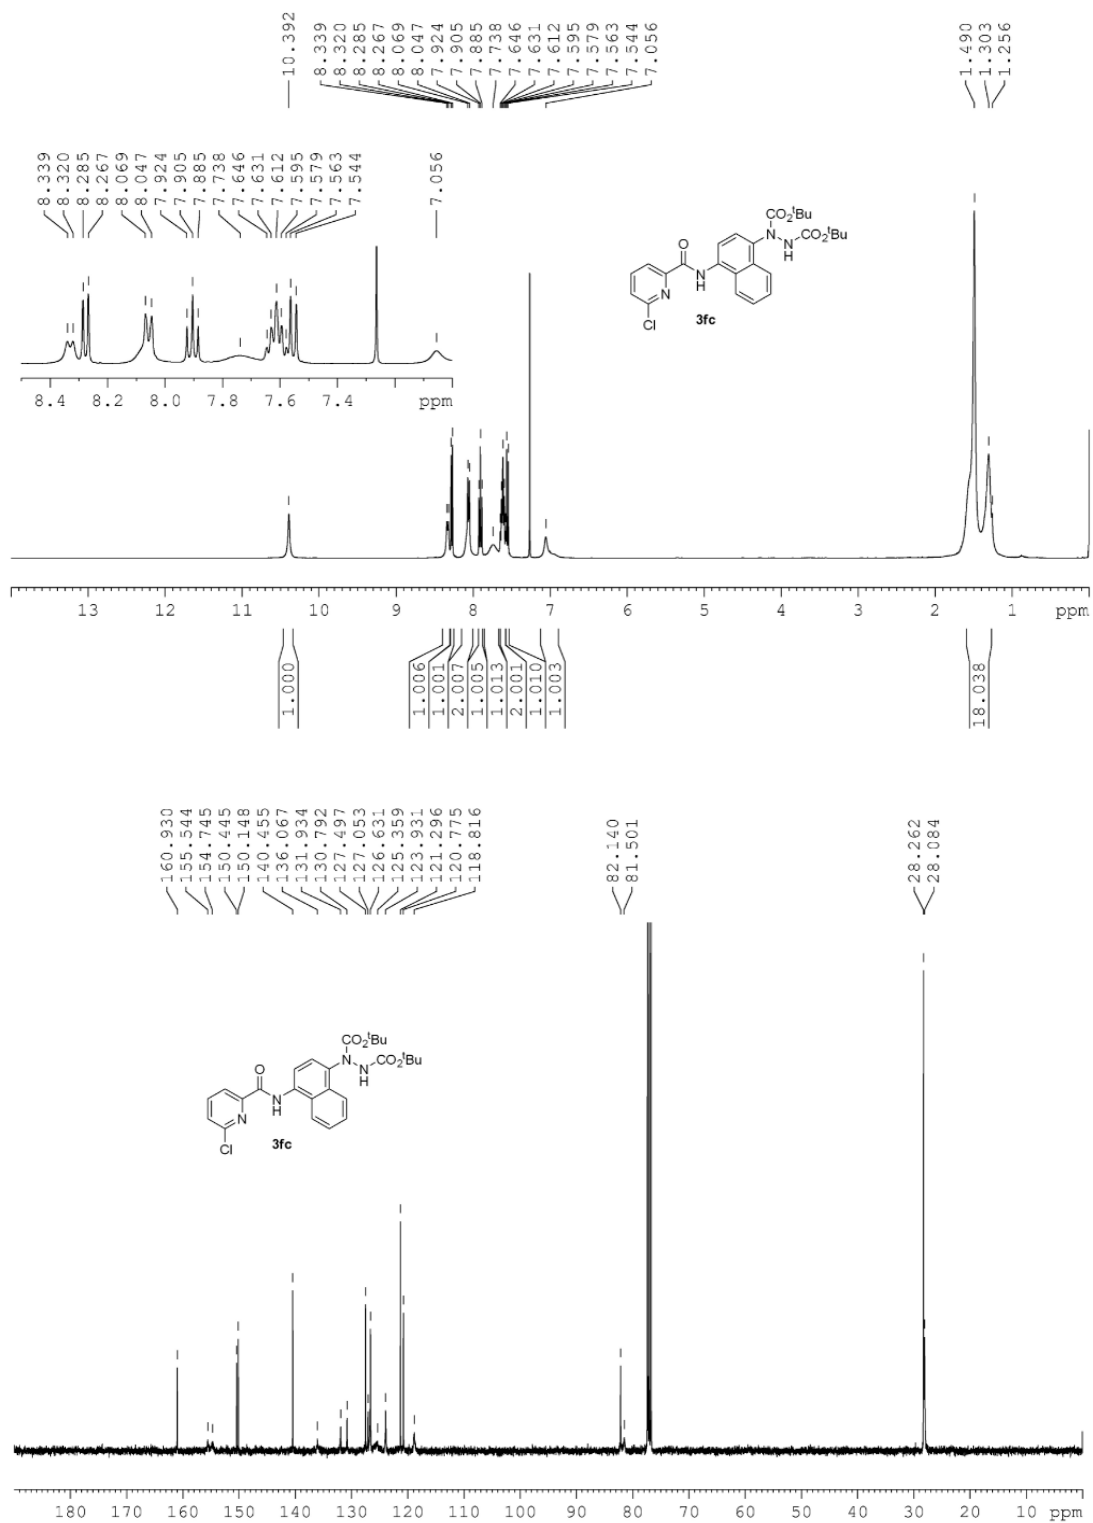 10.392
8.339
8.320
8.285
8.267
8.069
8.047
7.924
7.905
7.885
7.738
7.646
7.631
7.612
7.595
7.579
7.563
7.544
7.056
1.490
1.303
1.256
8.339
8.320
8.285
8.267
8.069
8.047
7.924
7.905
7.885
7.738
7.646
7.631
7.612
7.595
7.579
7.563
7.544
7.056
CO₂ᵗBu
N
N
H
CO₂ᵗBu
O
N
H
N
Cl
3fc
8.4 8.2 8.0 7.8 7.6 7.4 ppm
13 12 11 10 9 8 7 6 5 4 3 2 1 ppm
1.000
1.006
1.001
2.007
1.005
1.013
2.001
1.010
1.003
18.038
160.930
155.544
154.745
150.445
150.148
140.455
136.067
131.934
130.792
127.497
127.053
126.631
125.359
123.931
121.296
120.775
118.816
82.140
81.501
28.262
28.084
CO₂ᵗBu
N
N
H
CO₂ᵗBu
O
N
H
N
Cl
3fc
180 170 160 150 140 130 120 110 100 90 80 70 60 50 40 30 20 10 ppm